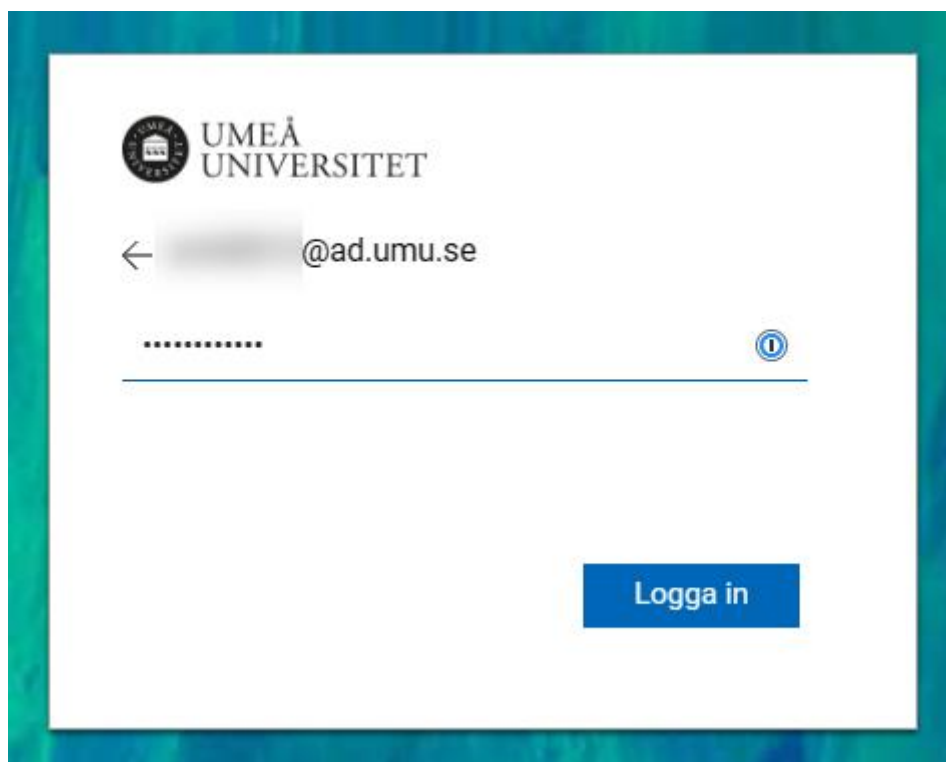 UMEÅ
UNIVERSITET
@ad.umu.se
••••••••••••
Logga in